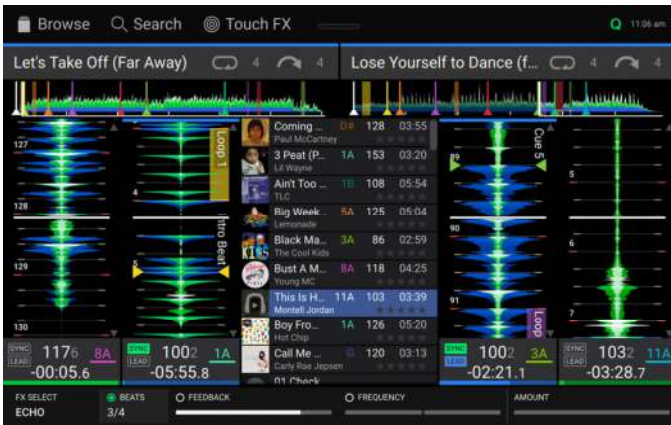 Browse Search Touch FX 11:06 am
Let's Take Off (Far Away) 4 4 Lose Yourself to Dance (f... 4 4
127
128
129
130
Loop 1
4
ntro Beat
5
Coming ... D# 128 03:55
Paul McCartney
3 Peat (P... 1A 153 03:20
Lil Wayne
Ain't Too ... 1B 108 05:54
TLC
Big Week... 5A 125 05:04
Lemonade
Black Ma... 3A 86 02:59
The Cool Kids
Bust A M... 8A 118 04:25
Young MC
This Is H... 11A 103 03:39
Montell Jordan
Boy Fro... 1A 126 05:20
Hot Chip
Call Me ... G 120 03:13
Carly Rae Jepsen
01 Check
Cue 5
89
90
91
Loop
5
6
7
SYNC LEAD 1176 8A -00:05.6
SYNC LEAD 1002 1A -05:55.8
SYNC LEAD 1002 3A -02:21.1
SYNC LEAD 1032 11A -03:28.7
FX SELECT BEATS FEEDBACK FREQUENCY AMOUNT
ECHO 3/4